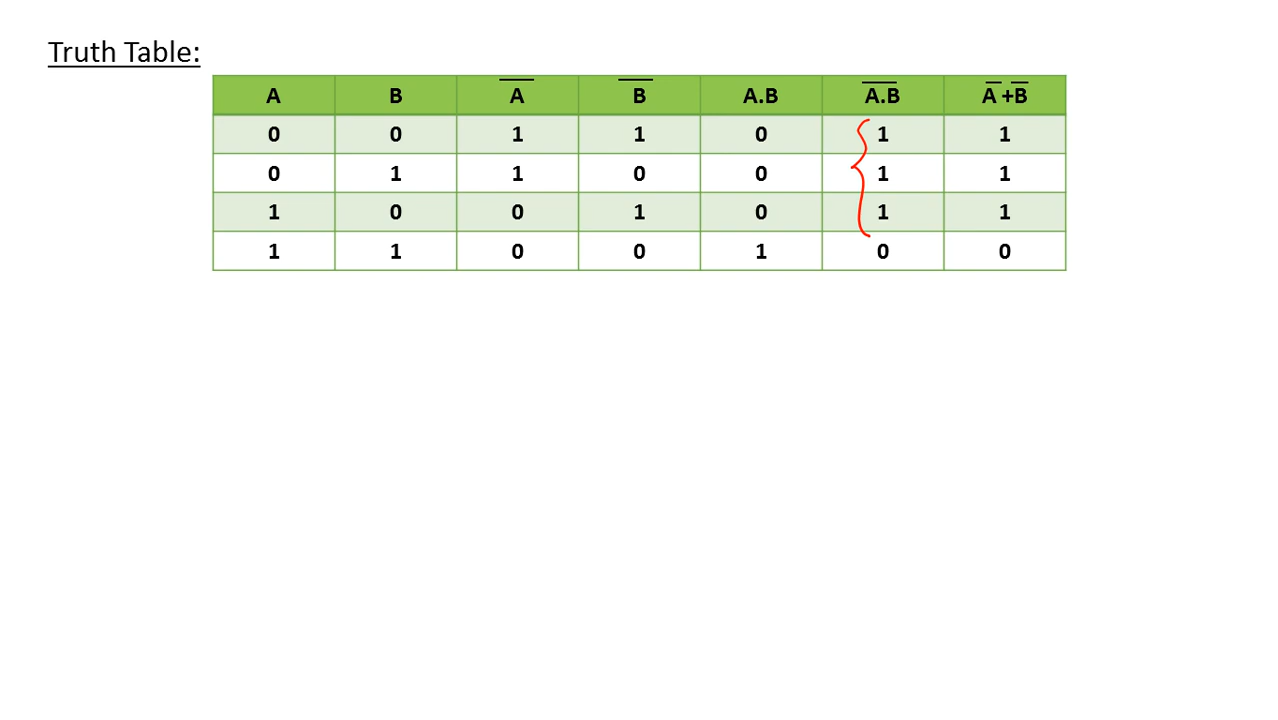 Truth Table:
A B A̅ B̅ A.B A̅.̅B̅ A̅ +B̅
0 0 1 1 0 1 1
0 1 1 0 0 1 1
1 0 0 1 0 1 1
1 1 0 0 1 0 0